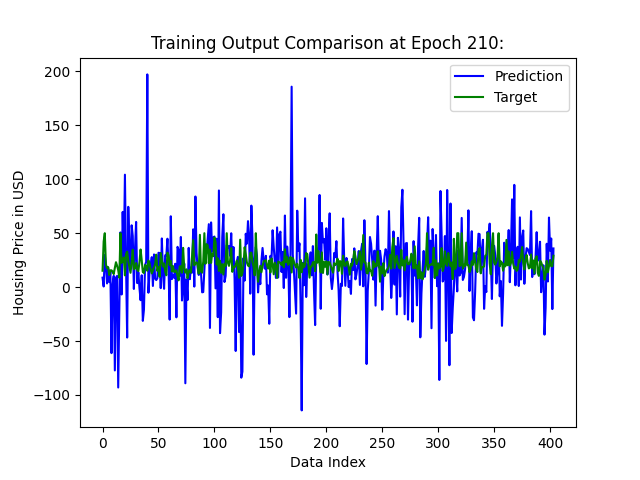 Training Output Comparison at Epoch 210:
Prediction
Target
200
150
100
50
0
−50
−100
Housing Price in USD
0 50 100 150 200 250 300 350 400
Data Index